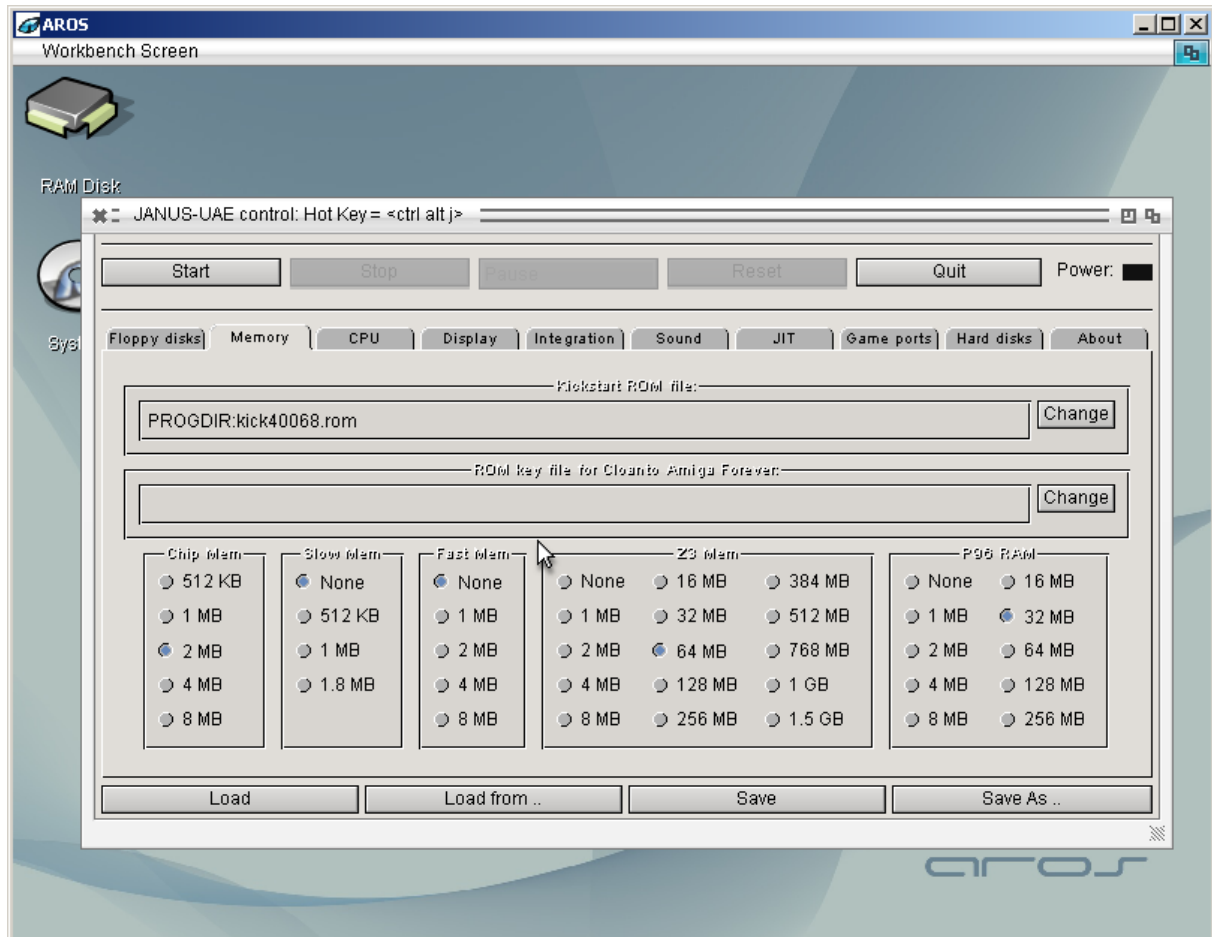 AROS
Workbench Screen
RAM Disk
JANUS-UAE control: Hot Key = <ctrl alt j>
Start Stop Pause Reset Quit Power:
Syst
Floppy disks Memory CPU Display Integration Sound JIT Game ports Hard disks About
Kickstart ROM file:
PROGDIR:kick40068.rom Change
ROM key file for Cloanto Amiga Forever:
Change
Chip Mem Slow Mem Fast Mem Z3 Mem P96 RAM
512 KB None None None 16 MB 384 MB None 16 MB
1 MB 512 KB 1 MB 1 MB 32 MB 512 MB 1 MB 32 MB
2 MB 1 MB 2 MB 2 MB 64 MB 768 MB 2 MB 64 MB
4 MB 1.8 MB 4 MB 4 MB 128 MB 1 GB 4 MB 128 MB
8 MB 8 MB 8 MB 256 MB 1.5 GB 8 MB 256 MB
Load Load from .. Save Save As ..
aros